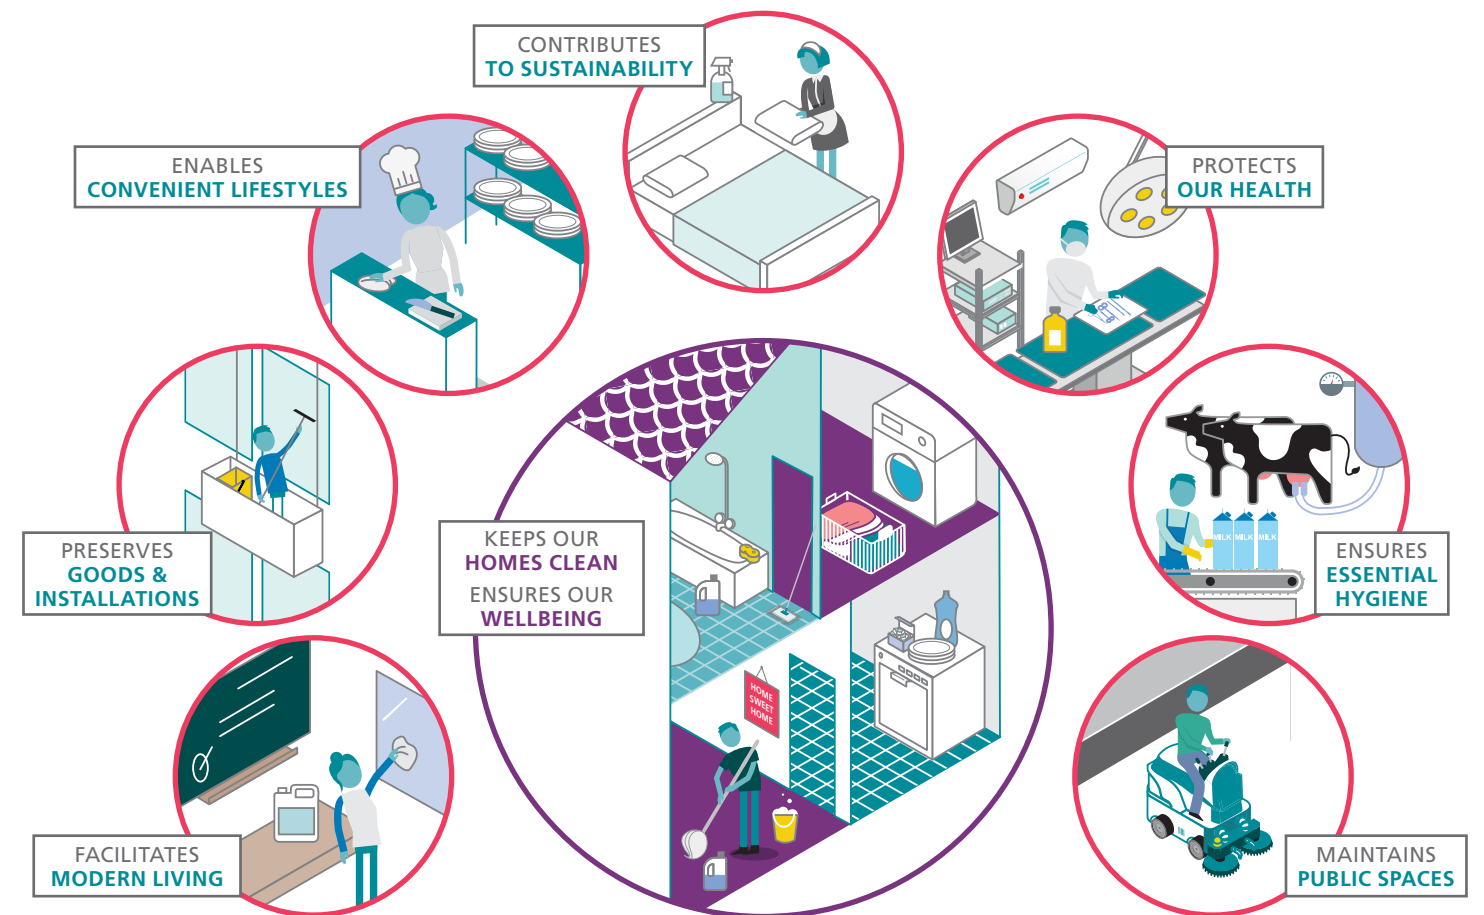 CONTRIBUTES
TO SUSTAINABILITY
ENABLES
CONVENIENT LIFESTYLES
PROTECTS
OUR HEALTH
KEEPS OUR
HOMES CLEAN
ENSURES OUR
WELLBEING
PRESERVES
GOODS &
INSTALLATIONS
MILK MILK MILK
ENSURES
ESSENTIAL
HYGIENE
HOME
SWEET
HOME
FACILITATES
MODERN LIVING
MAINTAINS
PUBLIC SPACES